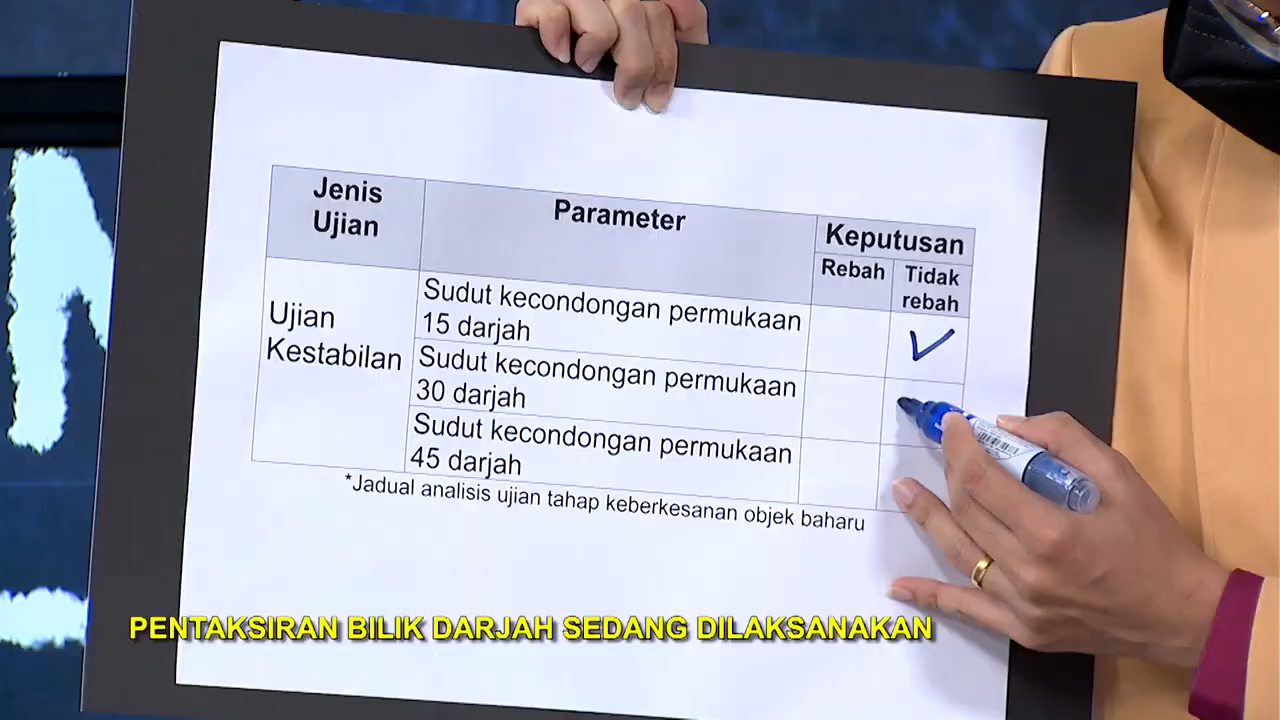 Jenis
Ujian
Parameter
Keputusan
Rebah
Tidak
rebah
Ujian
Kestabilan
Sudut kecondongan permukaan
15 darjah
Sudut kecondongan permukaan
30 darjah
Sudut kecondongan permukaan
45 darjah
*Jadual analisis ujian tahap keberkesanan objek baharu
PENTAKSIRAN BILIK DARJAH SEDANG DILAKSANAKAN